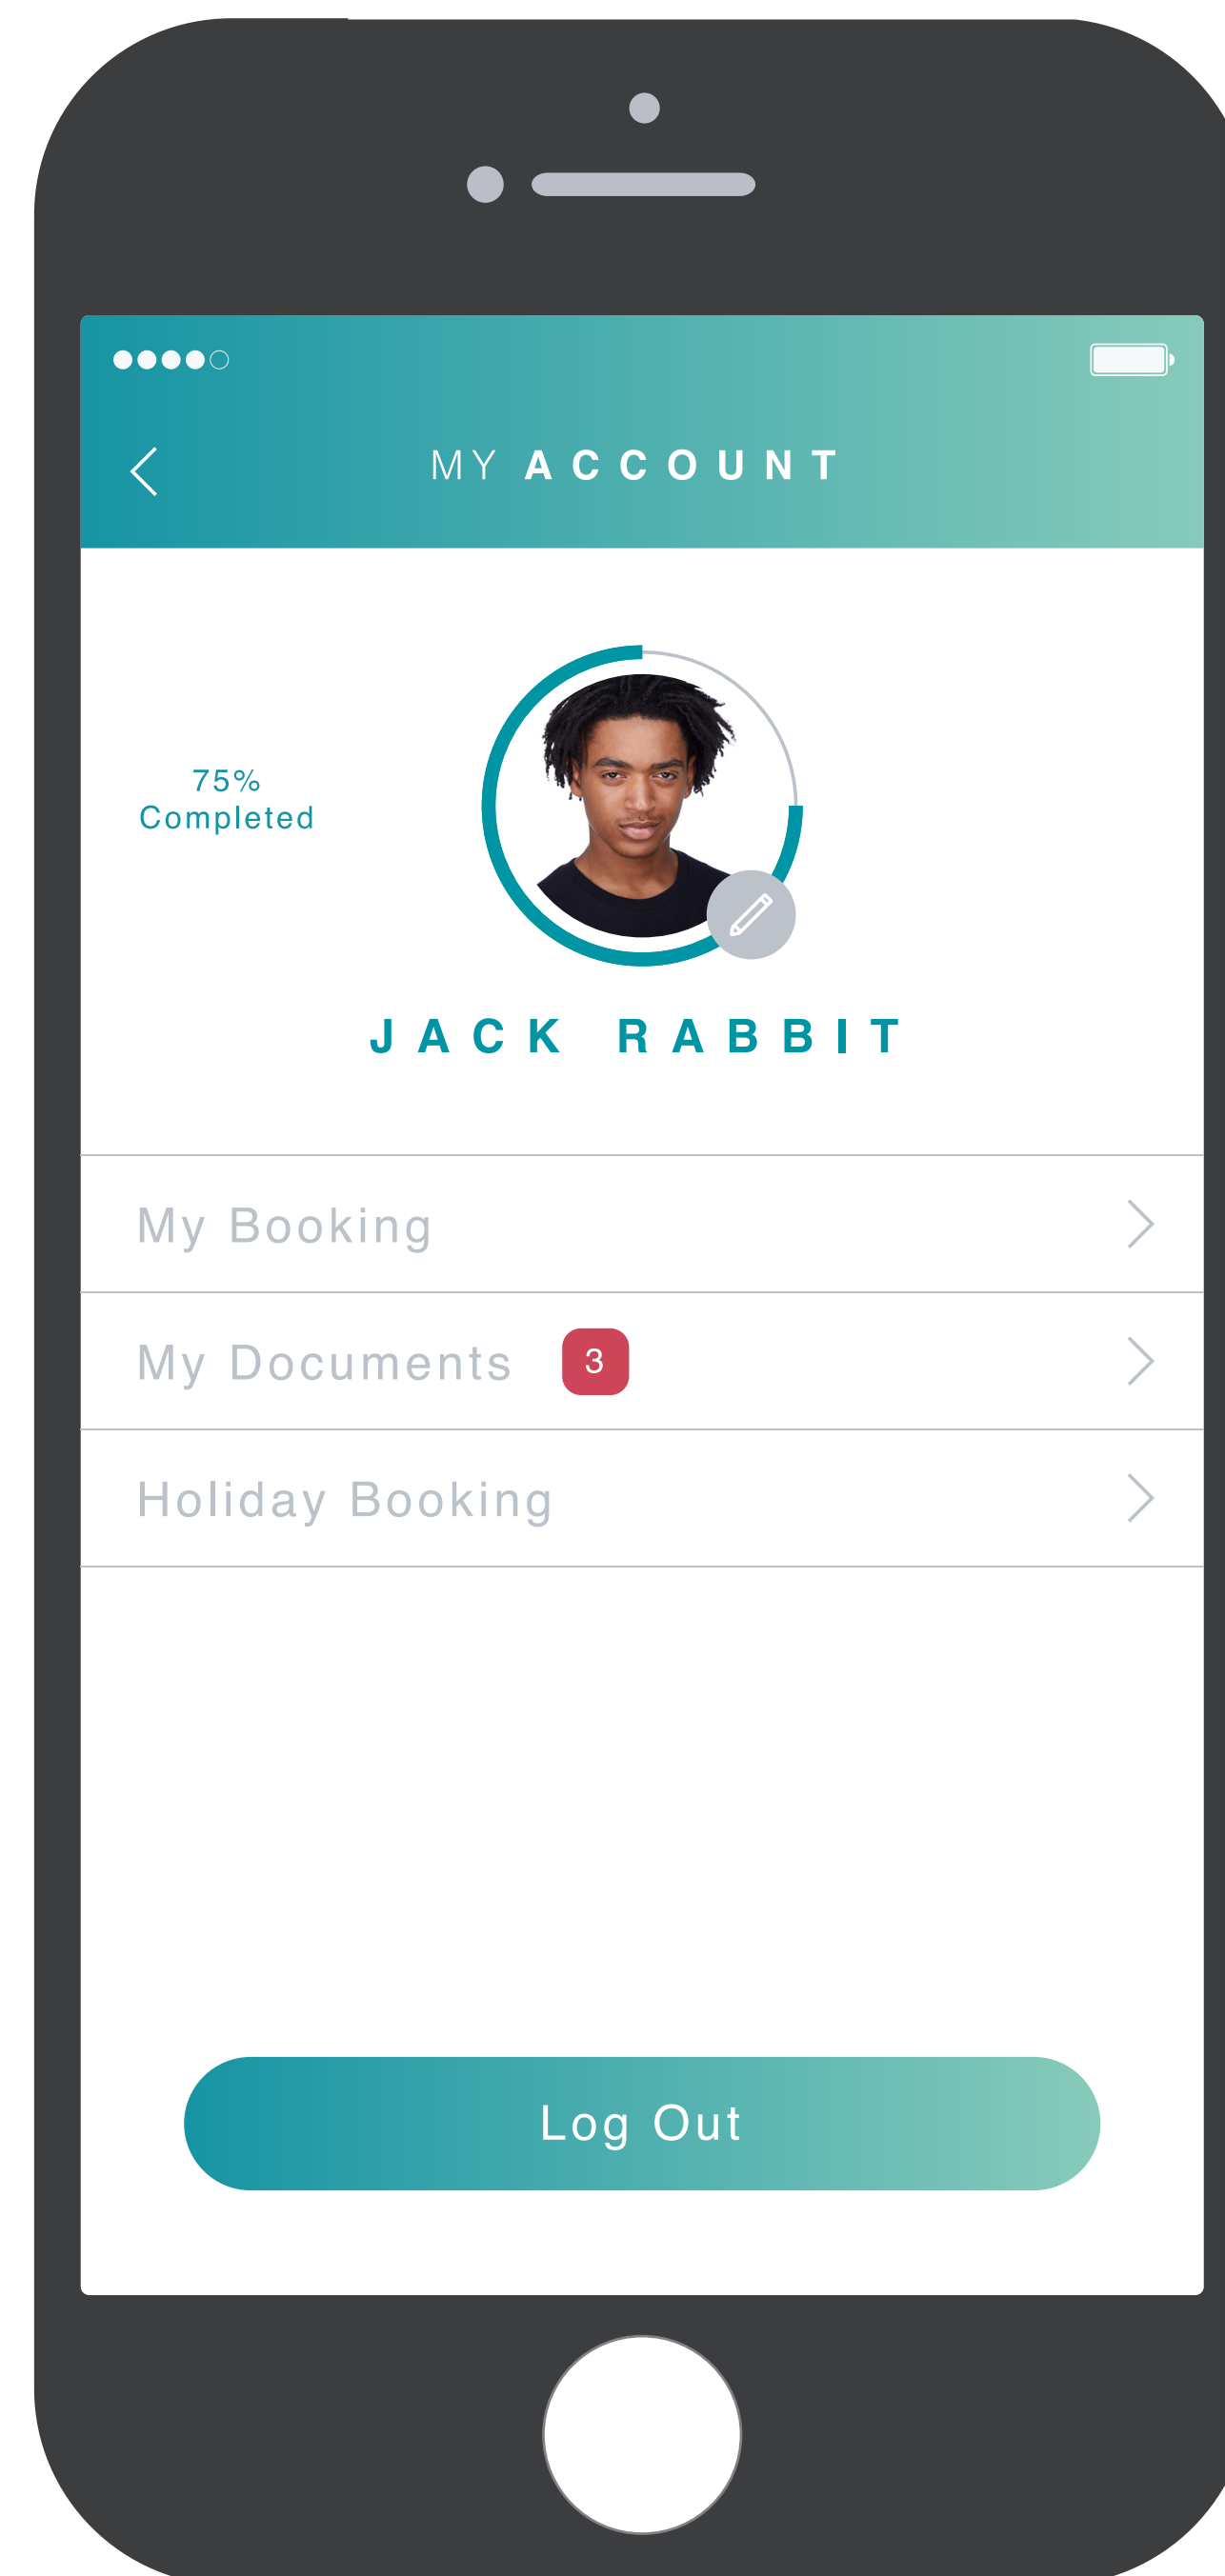 MY ACCOUNT
75%
Completed
JACK RABBIT
My Booking
My Documents 3
Holiday Booking
Log Out